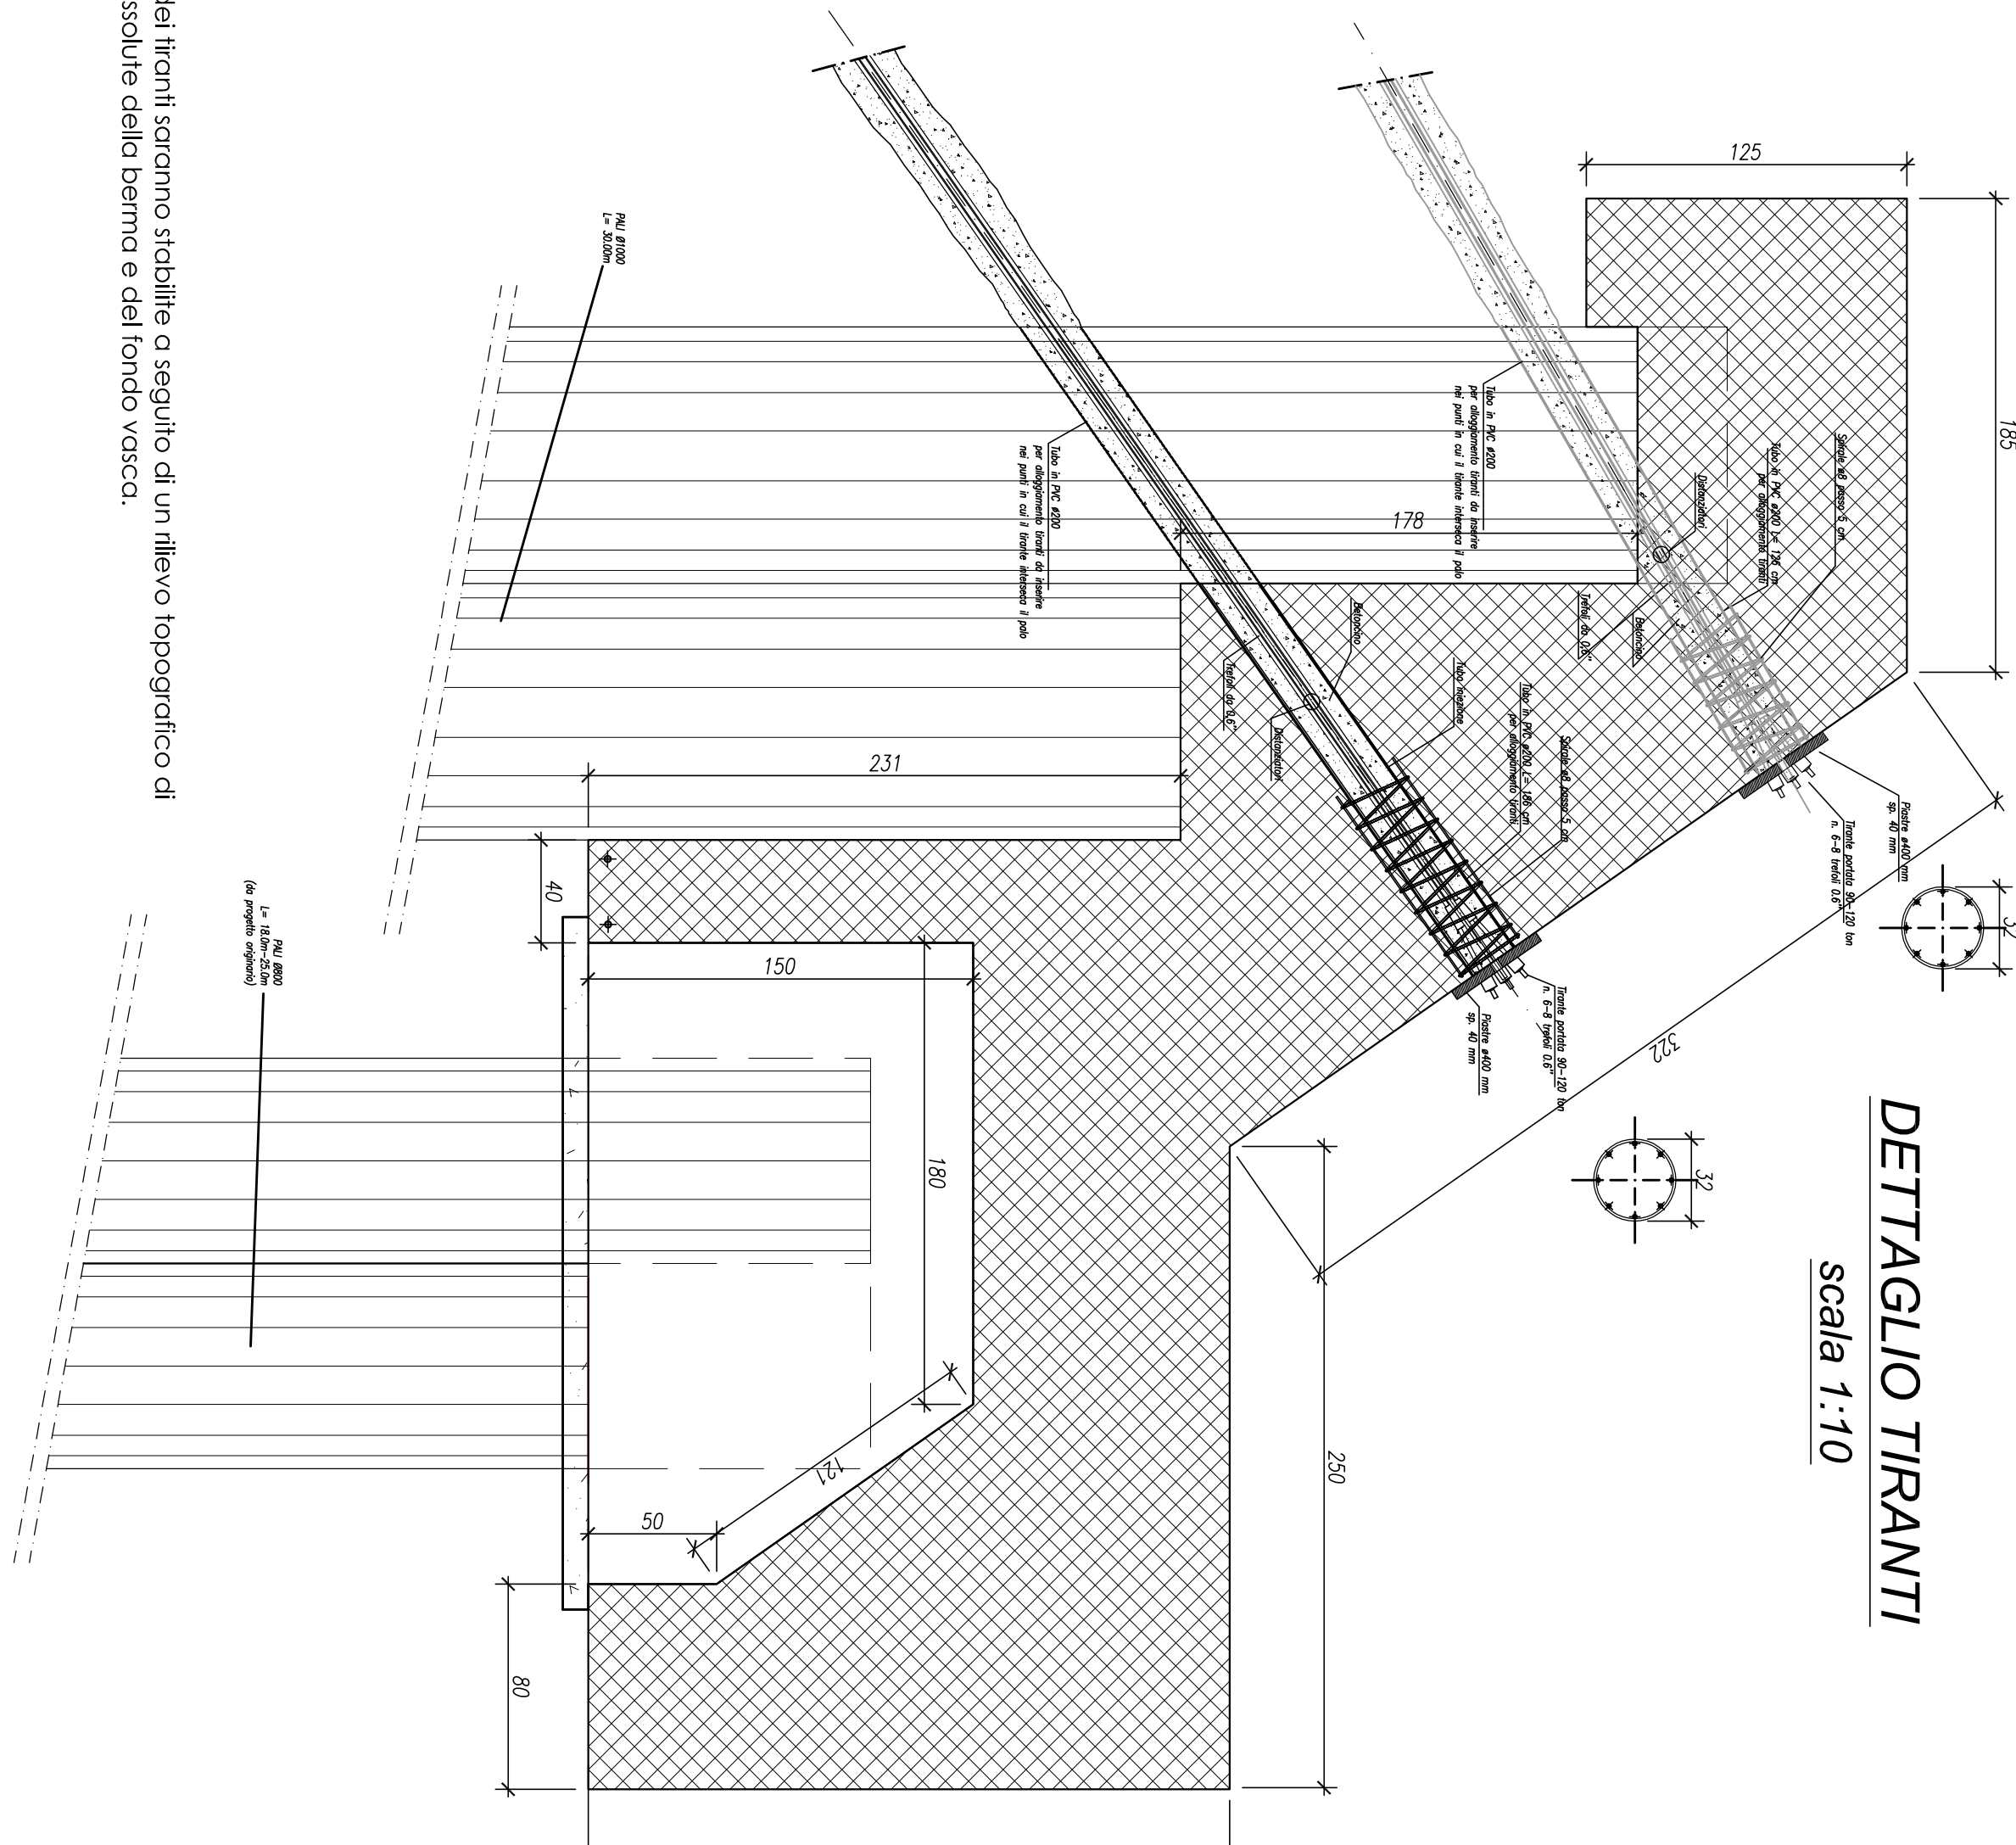 DETTAGLIO TIRANTI
scala 1:10
185
125
Spirale ø8 passo 5 cm
Tubo in PVC ø200 L= 126 cm
per alloggiamento tiranti
Distanziatori
Tubo in PVC ø200
per alloggiamento tiranti da inserire
nei punti in cui il tirante interseca il palo
Trefoli da 0,6"
Betoncino
Piastre ø400 mm
sp. 40 mm
Tirante portata 90-120 ton
n. 6-8 trefoli 0.6"
32
178
322
Betoncino
Tubo iniezione
Tubo in PVC ø200 L= 186 cm
per alloggiamento tiranti
Spirale ø8 passo 5 cm
Trefoli da 0,6"
Distanziatori
Tubo in PVC ø200
per alloggiamento tiranti da inserire
nei punti in cui il tirante interseca il palo
Tirante portata 90-120 ton
n. 6-8 trefoli 0.6"
Piastre ø400 mm
sp. 40 mm
32
PALI Ø1000
L= 30.00m
231
40
150
180
121
50
80
250
PALI Ø800
L= 18.0m-25.0m
(da progetto originario)
dei tiranti saranno stabilite a seguito di un rilievo topografico di
ssolute della berma e del fondo vasca.